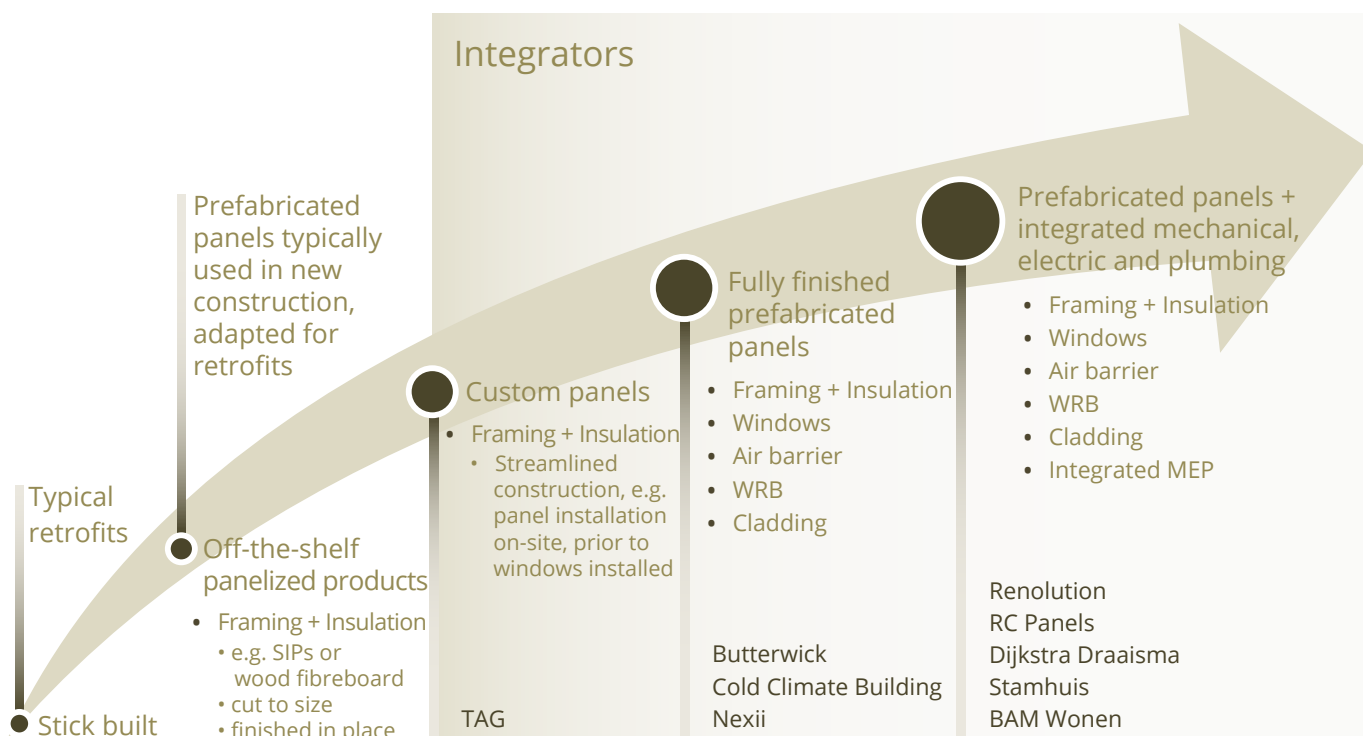 Integrators
Typical
retrofits
Stick built
Prefabricated
panels typically
used in new
construction,
adapted for
retrofits
Off-the-shelf
panelized products
• Framing + Insulation
• e.g. SIPs or
wood fibreboard
• cut to size
• finished in place
Custom panels
• Framing + Insulation
• Streamlined
construction, e.g.
panel installation
on-site, prior to
windows installed
TAG
Fully finished
prefabricated
panels
• Framing + Insulation
• Windows
• Air barrier
• WRB
• Cladding
Butterwick
Cold Climate Building
Nexii
Prefabricated panels +
integrated mechanical,
electric and plumbing
• Framing + Insulation
• Windows
• Air barrier
• WRB
• Cladding
• Integrated MEP
Renolution
RC Panels
Dijkstra Draaisma
Stamhuis
BAM Wonen